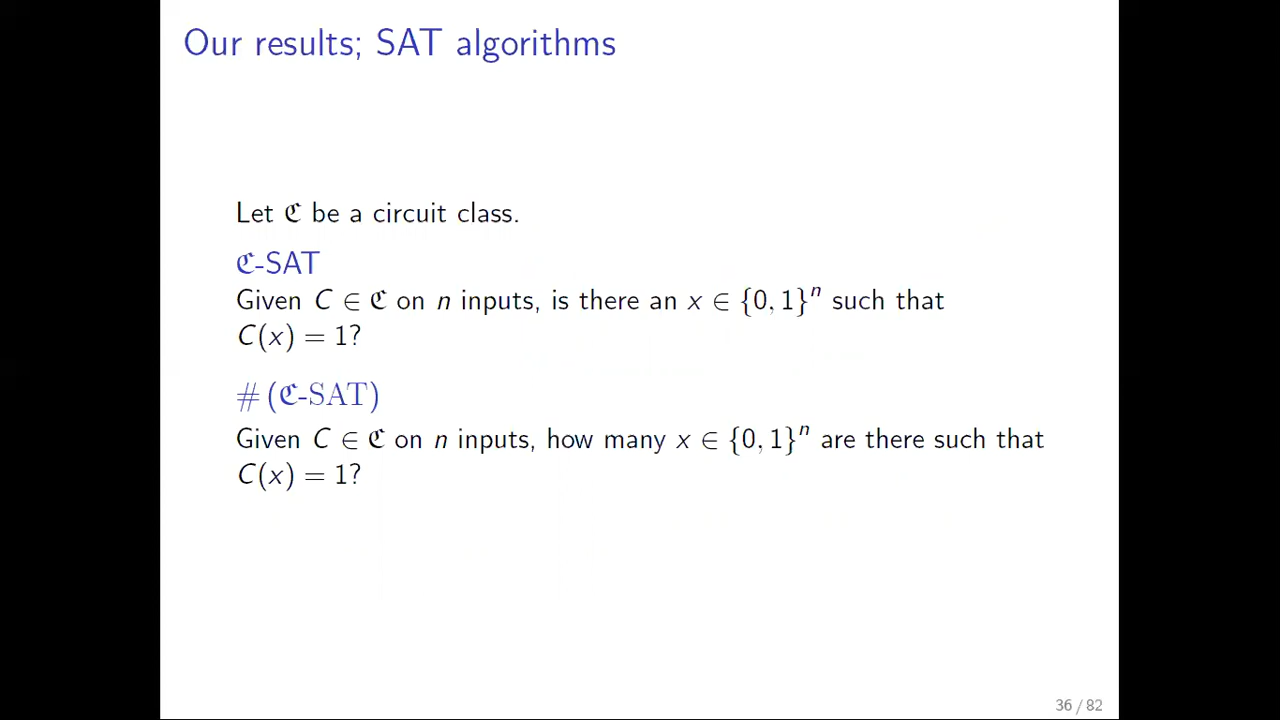 Our results; SAT algorithms
Let ℭ be a circuit class.
ℭ-SAT
Given C ∈ ℭ on n inputs, is there an x ∈ {0, 1}ⁿ such that
C(x) = 1?
# (ℭ-SAT)
Given C ∈ ℭ on n inputs, how many x ∈ {0, 1}ⁿ are there such that
C(x) = 1?
36 / 82